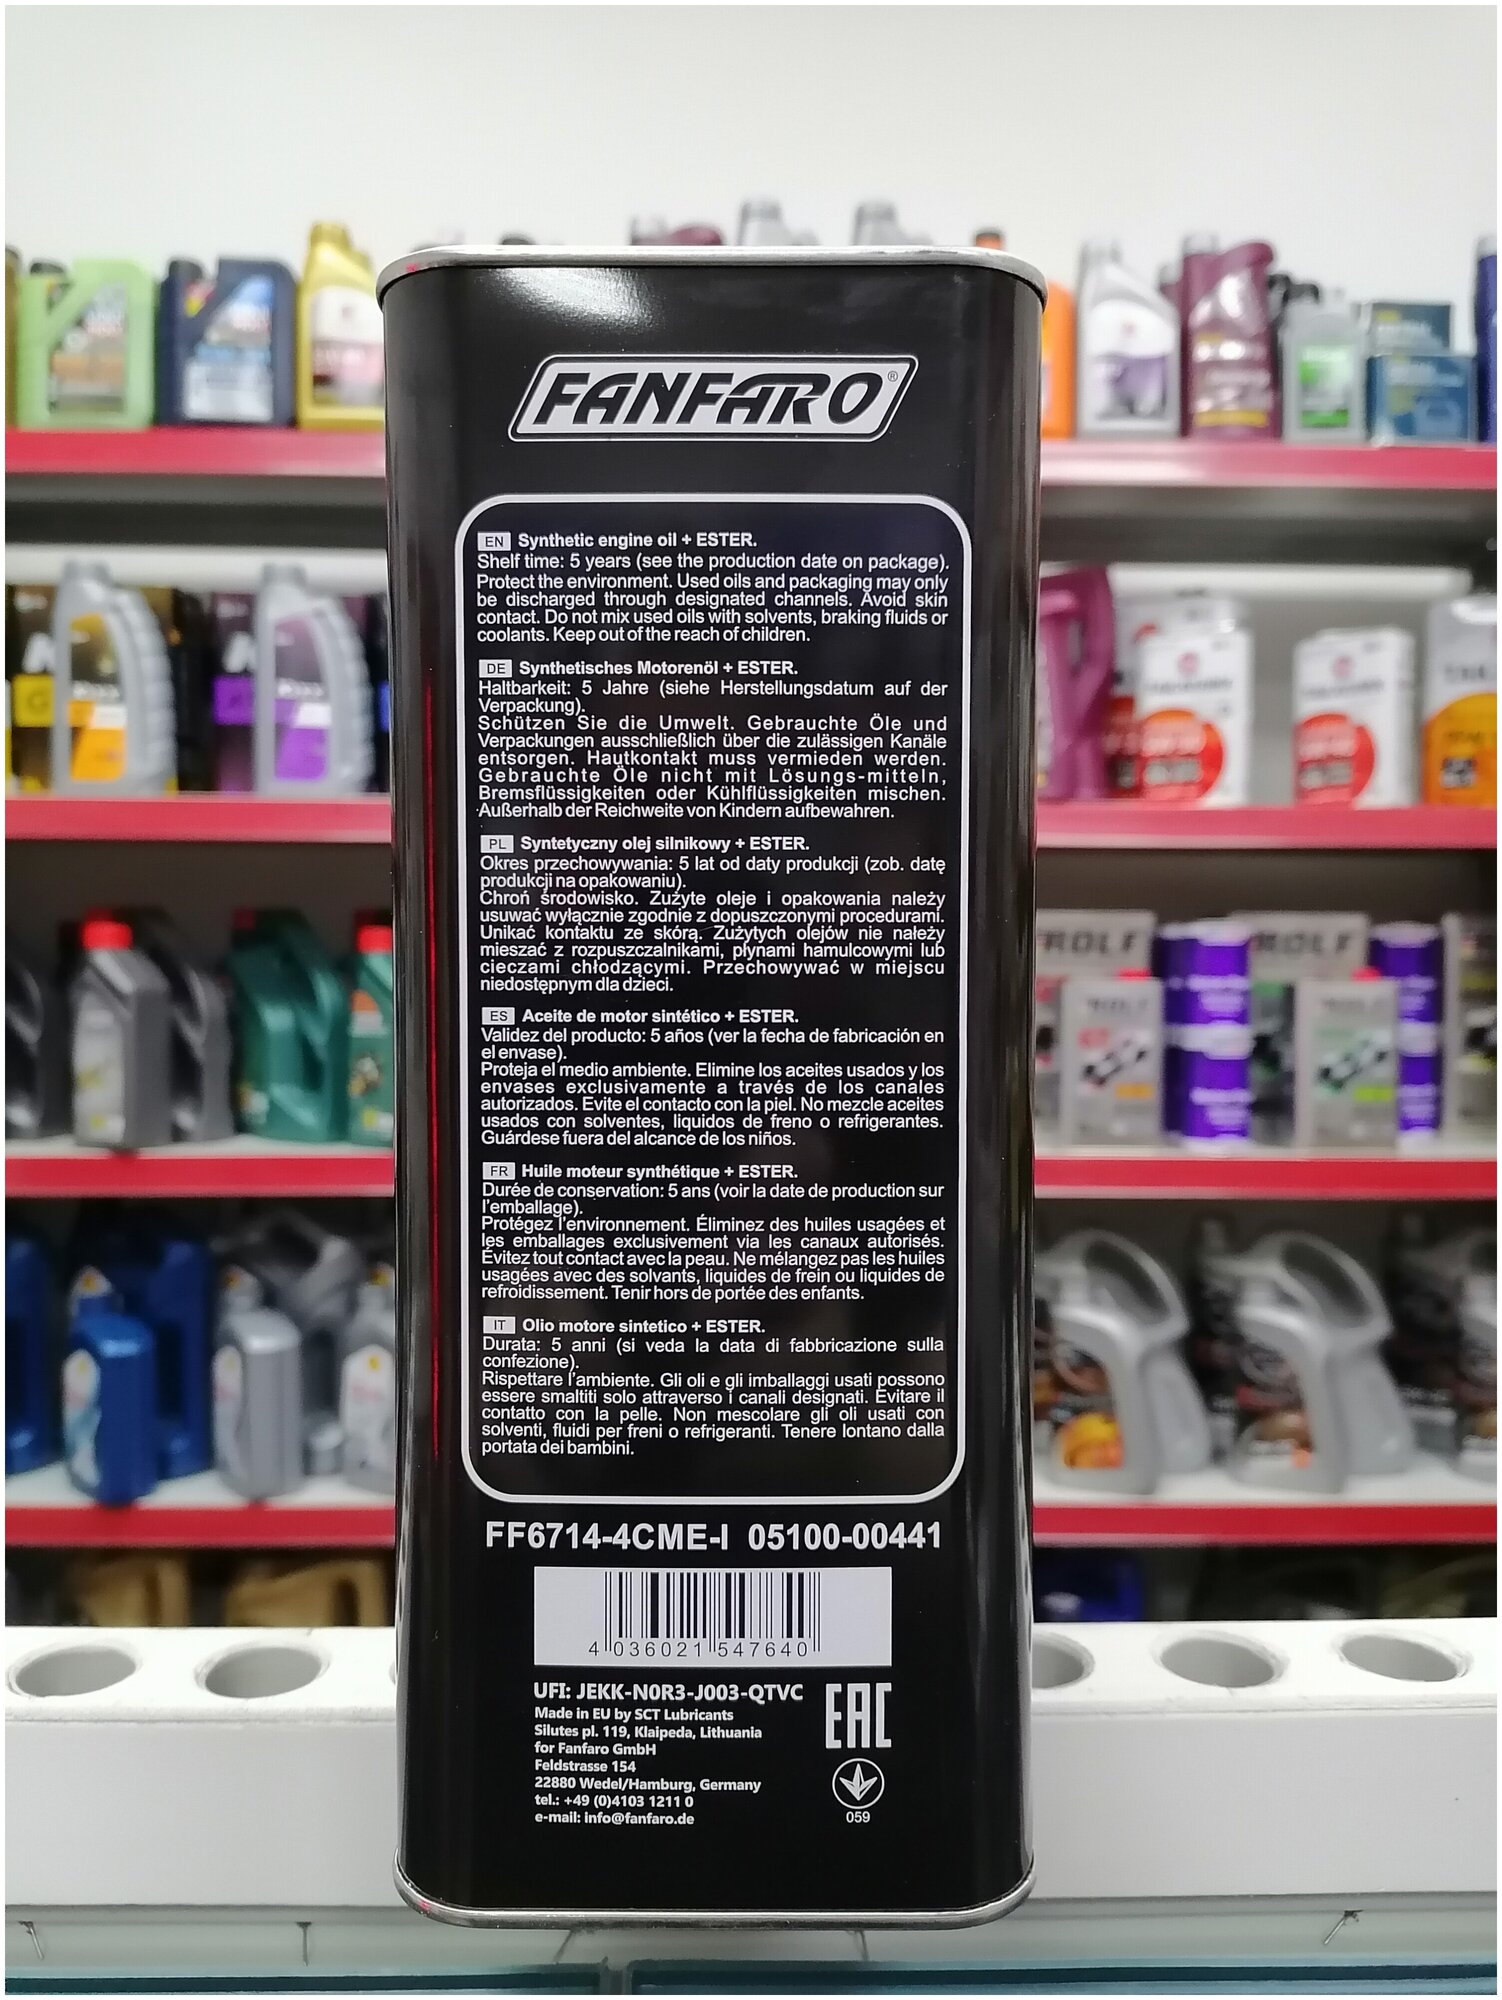 FANFARO®
EN Synthetic engine oil + ESTER.
Shelf time: 5 years (see the production date on package).
Protect the environment. Used oils and packaging may only
be discharged through designated channels. Avoid skin
contact. Do not mix used oils with solvents, braking fluids or
coolants. Keep out of the reach of children.
DE Synthetisches Motorenöl + ESTER.
Haltbarkeit: 5 Jahre (siehe Herstellungsdatum auf der
Verpackung).
Schützen Sie die Umwelt. Gebrauchte Öle und
Verpackungen ausschließlich über die zulässigen Kanäle
entsorgen. Hautkontakt muss vermieden werden.
Gebrauchte Öle nicht mit Lösungs-mitteln,
Bremsflüssigkeiten oder Kühlflüssigkeiten mischen.
Außerhalb der Reichweite von Kindern aufbewahren.
PL Syntetyczny olej silnikowy + ESTER.
Okres przechowywania: 5 lat od daty produkcji (zob. datę
produkcji na opakowaniu).
Chroń środowisko. Zużyte oleje i opakowania należy
usuwać wyłącznie zgodnie z dopuszczonymi procedurami.
Unikać kontaktu ze skórą. Zużytych olejów nie należy
mieszać z rozpuszczalnikami, płynami hamulcowymi lub
cieczami chłodzącymi. Przechowywać w miejscu
niedostępnym dla dzieci.
ES Aceite de motor sintético + ESTER.
Validez del producto: 5 años (ver la fecha de fabricación en
el envase).
Proteja el medio ambiente. Elimine los aceites usados y los
envases exclusivamente a través de los canales
autorizados. Evite el contacto con la piel. No mezcle aceites
usados con solventes, liquidos de freno o refrigerantes.
Guárdese fuera del alcance de los niños.
FR Huile moteur synthétique + ESTER.
Durée de conservation: 5 ans (voir la date de production sur
l'emballage).
Protégez l'environnement. Éliminez des huiles usagées et
les emballages exclusivement via les canaux autorisés.
Évitez tout contact avec la peau. Ne mélangez pas les huiles
usagées avec des solvants, liquides de frein ou liquides de
refroidissement. Tenir hors de portée des enfants.
IT Olio motore sintetico + ESTER.
Durata: 5 anni (si veda la data di fabbricazione sulla
confezione).
Rispettare l'ambiente. Gli oli e gli imballaggi usati possono
essere smaltiti solo attraverso i canali designati. Evitare il
contatto con la pelle. Non mescolare gli oli usati con
solventi, fluidi per freni o refrigeranti. Tenere lontano dalla
portata dei bambini.
FF6714-4CME-I 05100-00441
4 036021 547640
UFI: JEKK-N0R3-J003-QTVC
Made in EU by SCT Lubricants
Silutes pl. 119, Klaipeda, Lithuania
for Fanfaro GmbH
Feldstrasse 154
22880 Wedel/Hamburg, Germany
tel.: +49 (0)4103 1211 0
e-mail: info@fanfaro.de
EAC
059
ROLF
ROLF
ROLF
ROLF